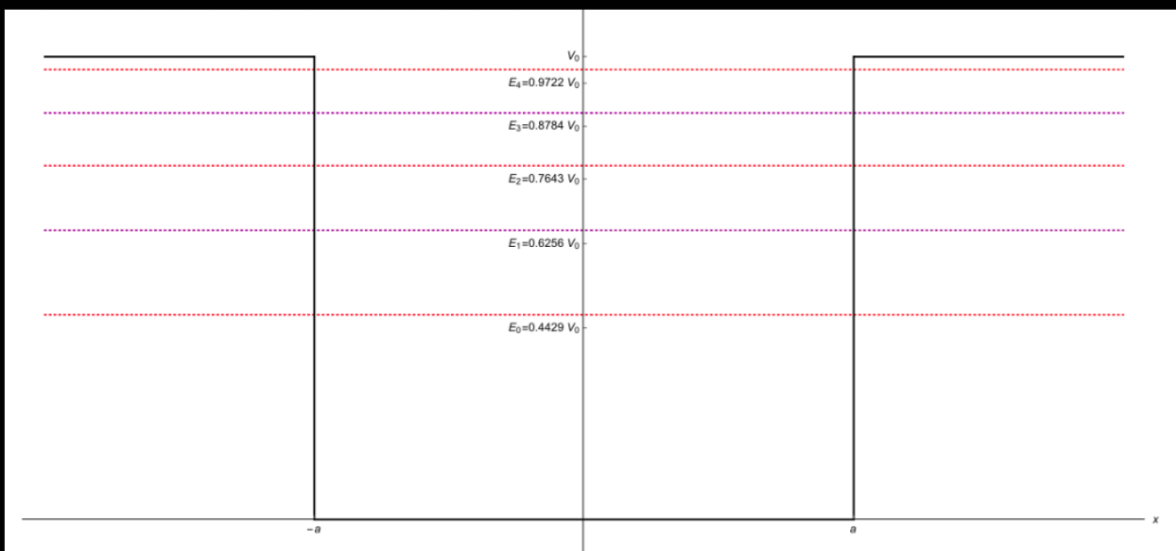 V₀
E₄=0.9722 V₀
E₃=0.8784 V₀
E₂=0.7643 V₀
E₁=0.6256 V₀
E₀=0.4429 V₀
-a
a
x